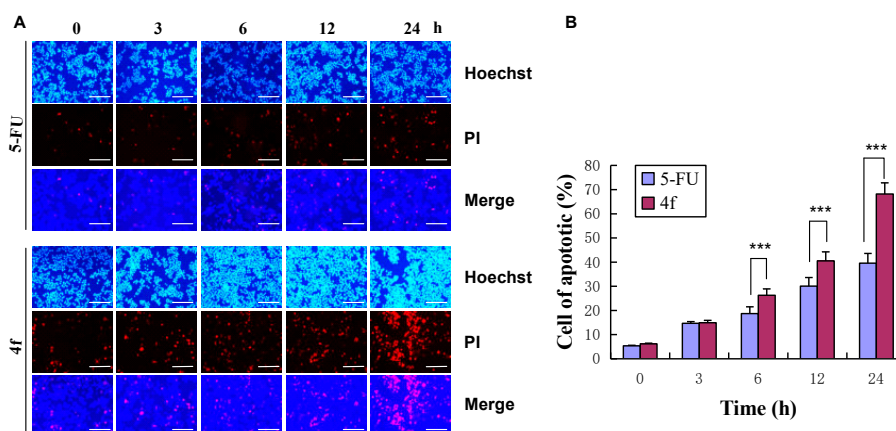 A
0 3 6 12 24 h
5-FU
Hoechst
PI
Merge
4f
Hoechst
PI
Merge
B
Cell of apototic (%)
80
70
60
50
40
30
20
10
0
5-FU
4f
***
***
***
0 3 6 12 24
Time (h)